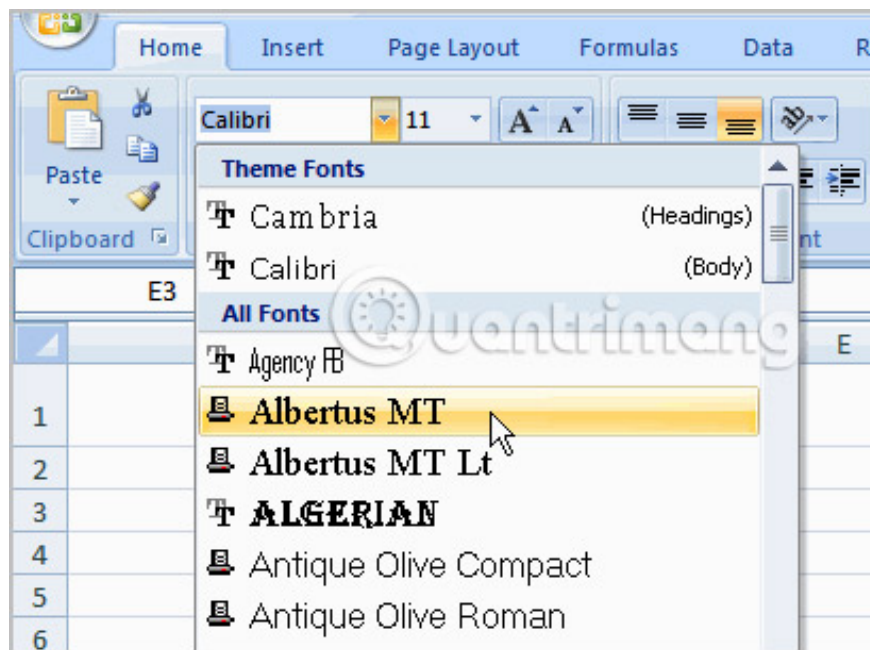 Home Insert Page Layout Formulas Data R
Calibri 11 A A
Paste
Clipboard
Theme Fonts
Cambria (Headings)
Calibri (Body)
nt
E3
All Fonts
Quantrimang
E
Agency FB
1 Albertus MT
2 Albertus MT Lt
3 ALGERIAN
4 Antique Olive Compact
5 Antique Olive Roman
6